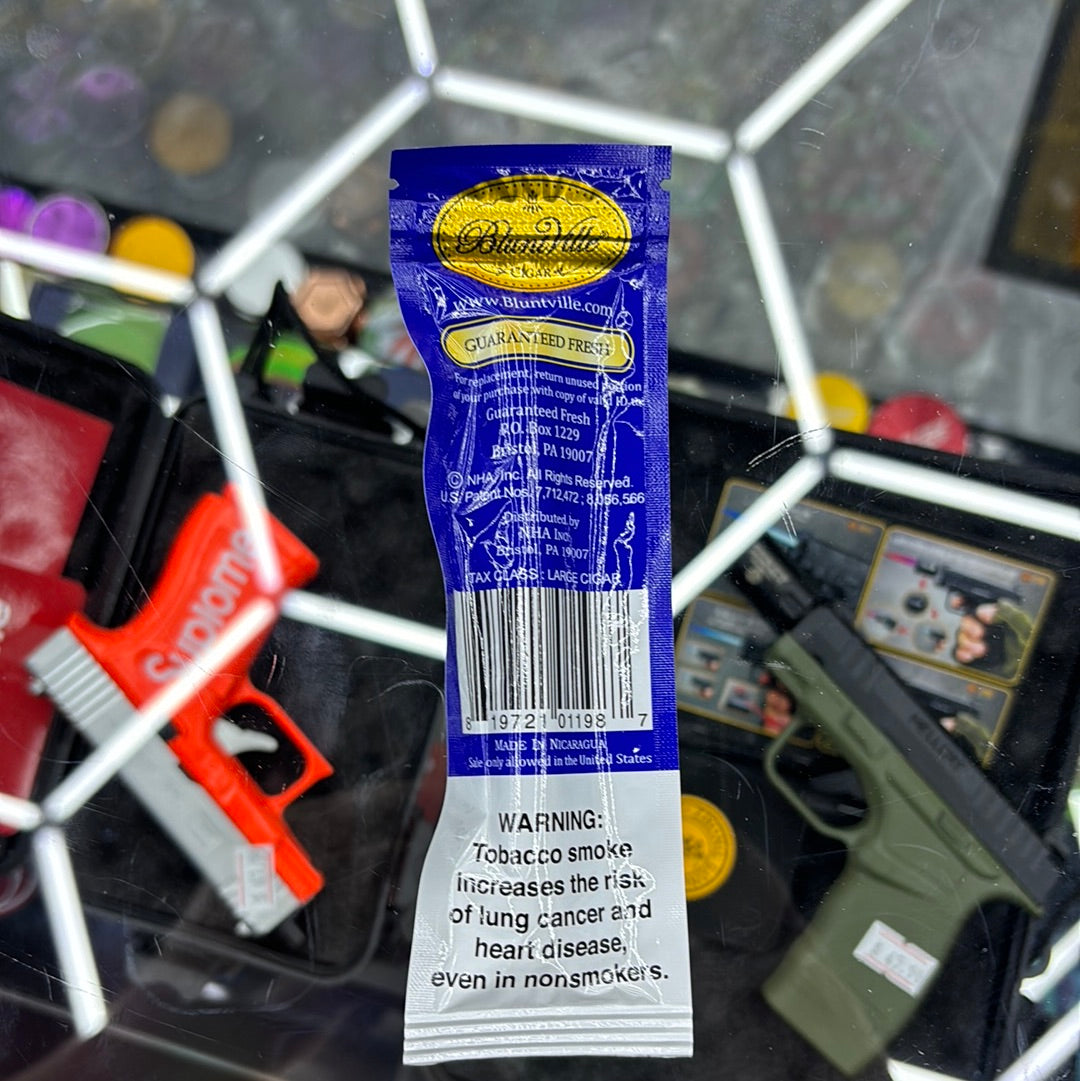 BluntVille
CIGAR
www.Bluntville.com
GUARANTEED FRESH
For replacement, return unused portion
of your purchase with copy of valid ID to:
Guaranteed Fresh
P.O. Box 1229
Bristol, PA 19007
© NHA, Inc. All Rights Reserved.
U.S. Patent Nos. 7,712,472 ; 8,056,566
Distributed by
NHA Inc
Bristol, PA 19007
TAX CLASS : LARGE CIGAR
8 19721 01198 7
MADE IN NICARAGUA
Sale only allowed in the United States
WARNING:
Tobacco smoke
increases the risk
of lung cancer and
heart disease,
even in nonsmokers.